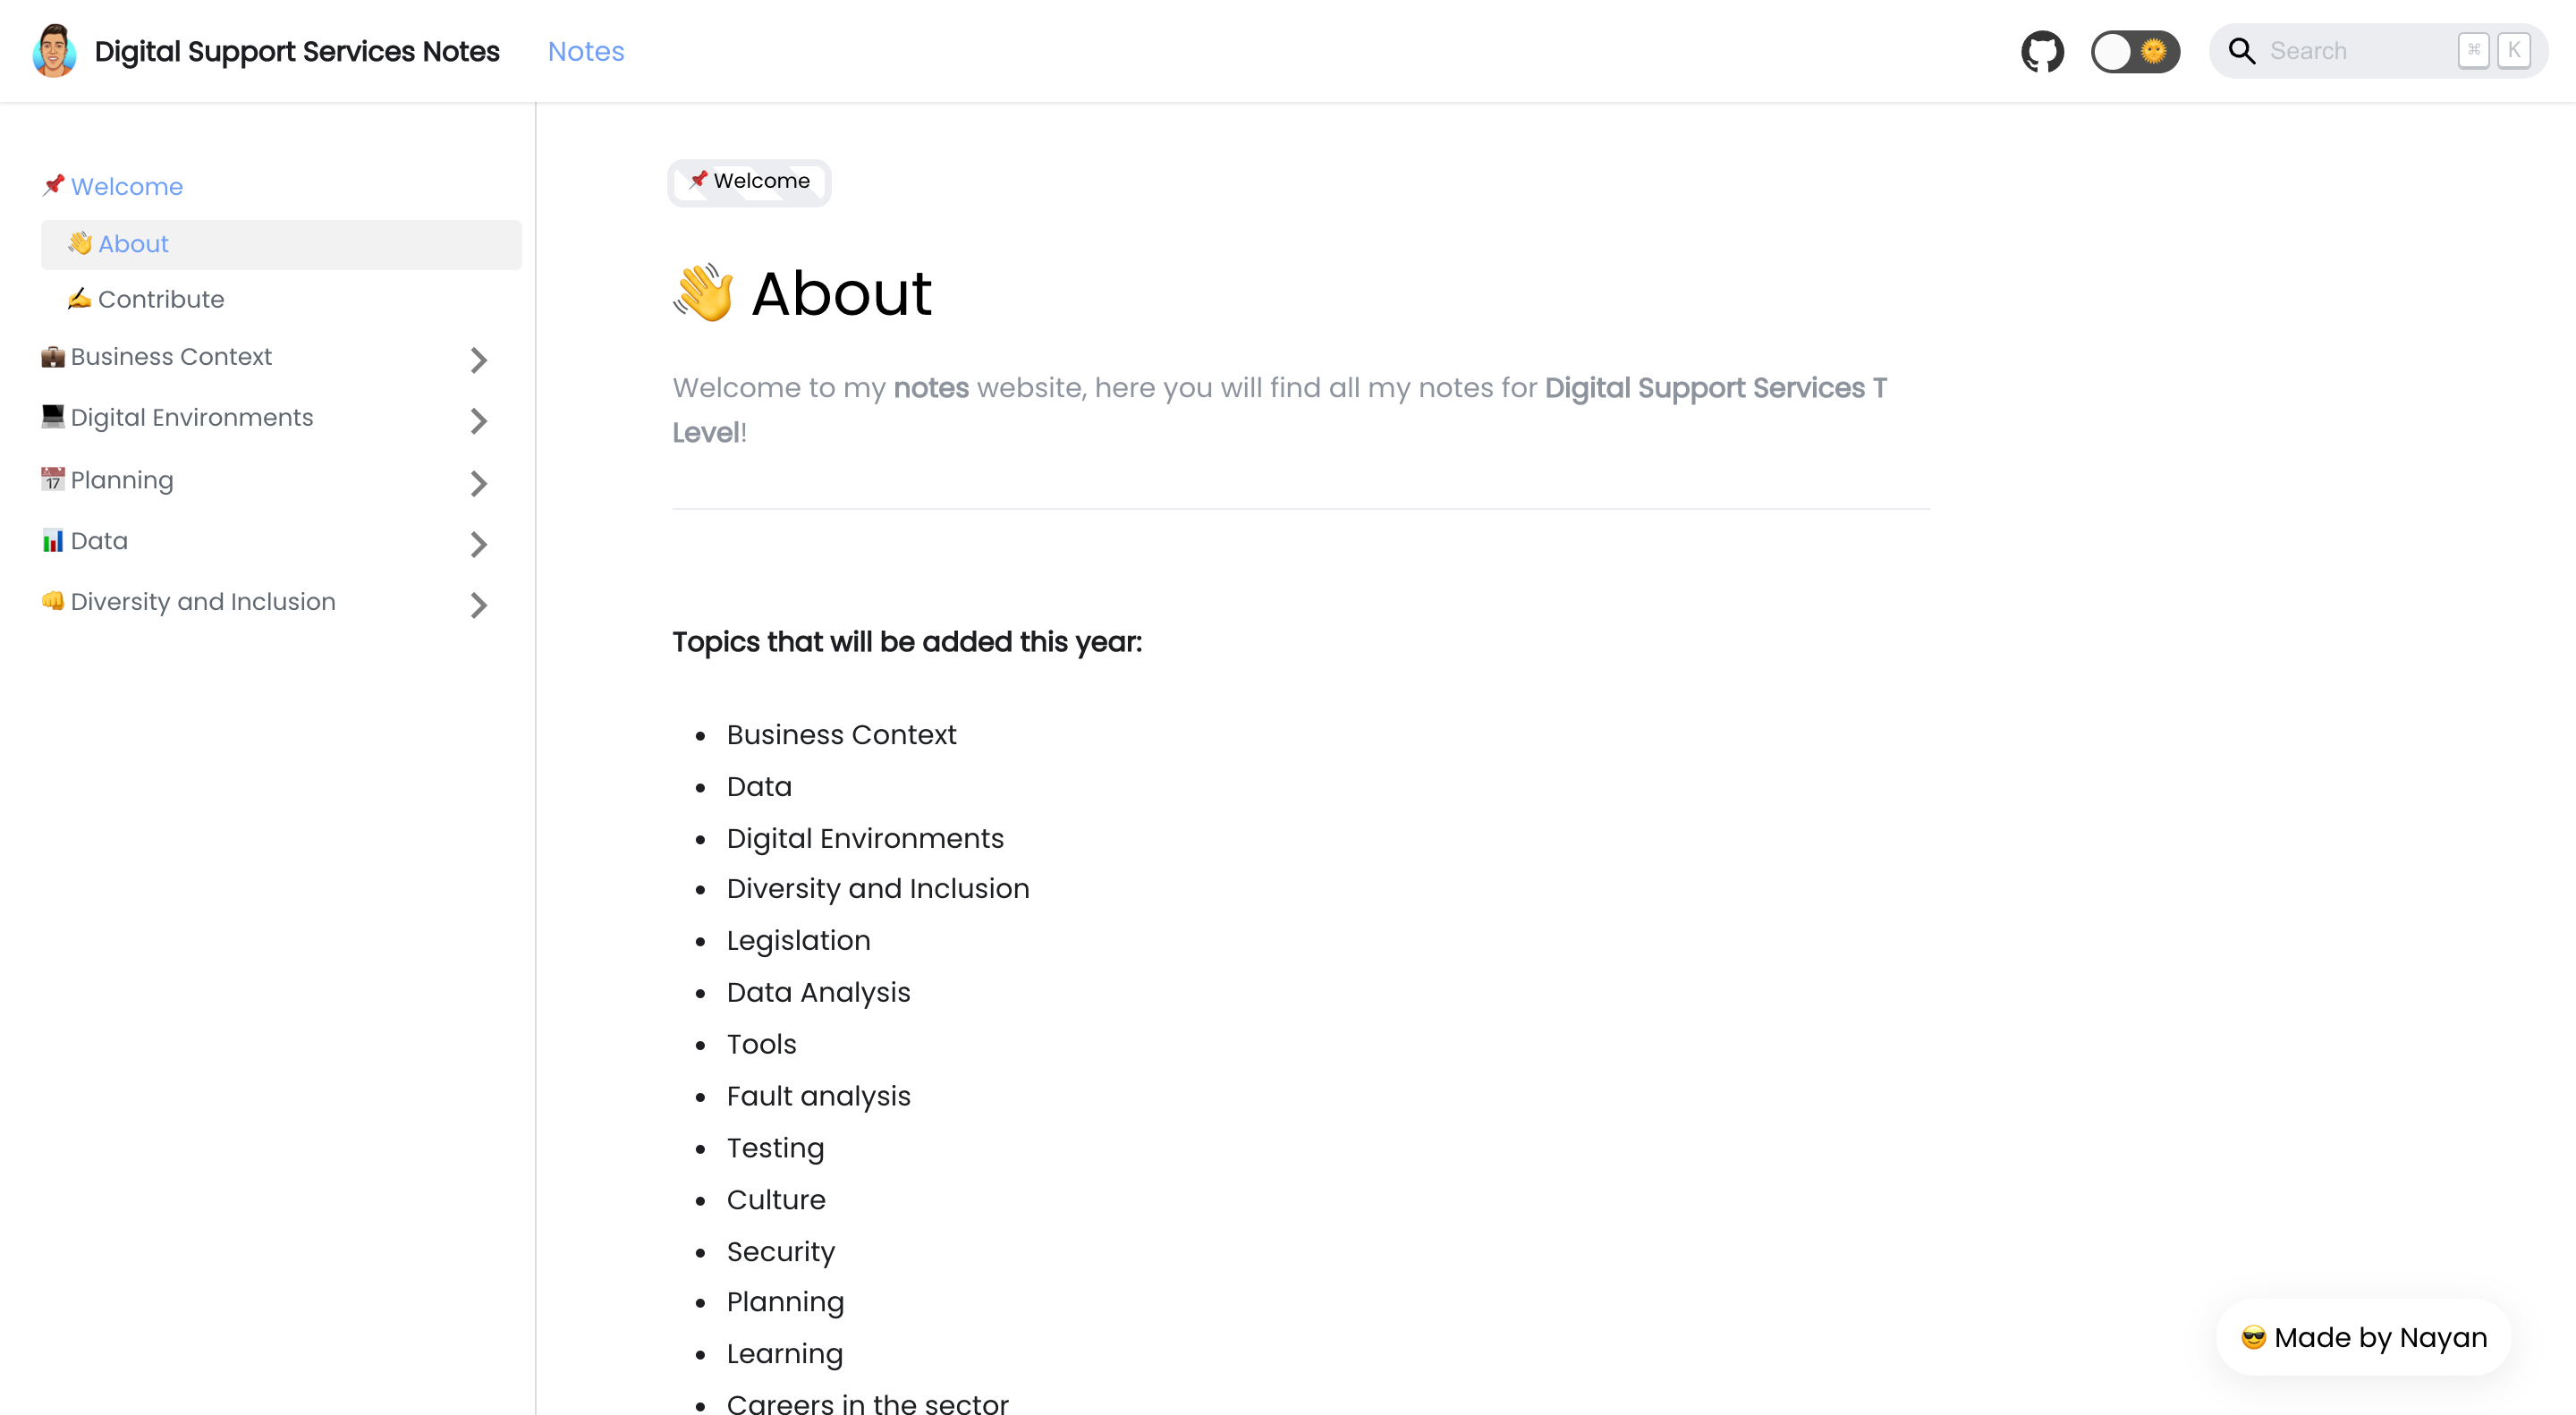 Digital Support Services Notes
Notes
Search
⌘ K
Welcome
About
Contribute
Business Context
Digital Environments
17
Planning
Data
Diversity and Inclusion
Welcome
About
Welcome to my notes website, here you will find all my notes for Digital Support Services T
Level!
Topics that will be added this year:
Business Context
Data
Digital Environments
Diversity and Inclusion
Legislation
Data Analysis
Tools
Fault analysis
Testing
Culture
Security
Planning
Learning
Careers in the sector
Made by Nayan